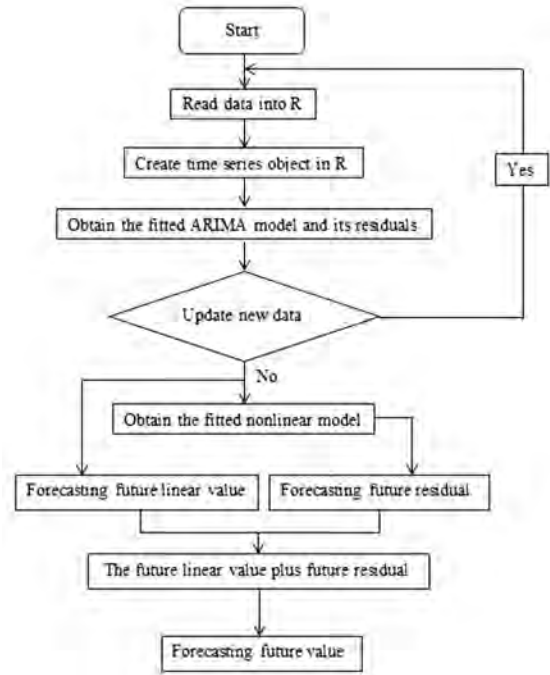 Start
Read data into R
Create time series object in R
Yes
Obtain the fitted ARIMA model and its residuals
Update new data
No
Obtain the fitted nonlinear model
Forecasting future linear value
Forecasting future residual
The future linear value plus future residual
Forecasting future value